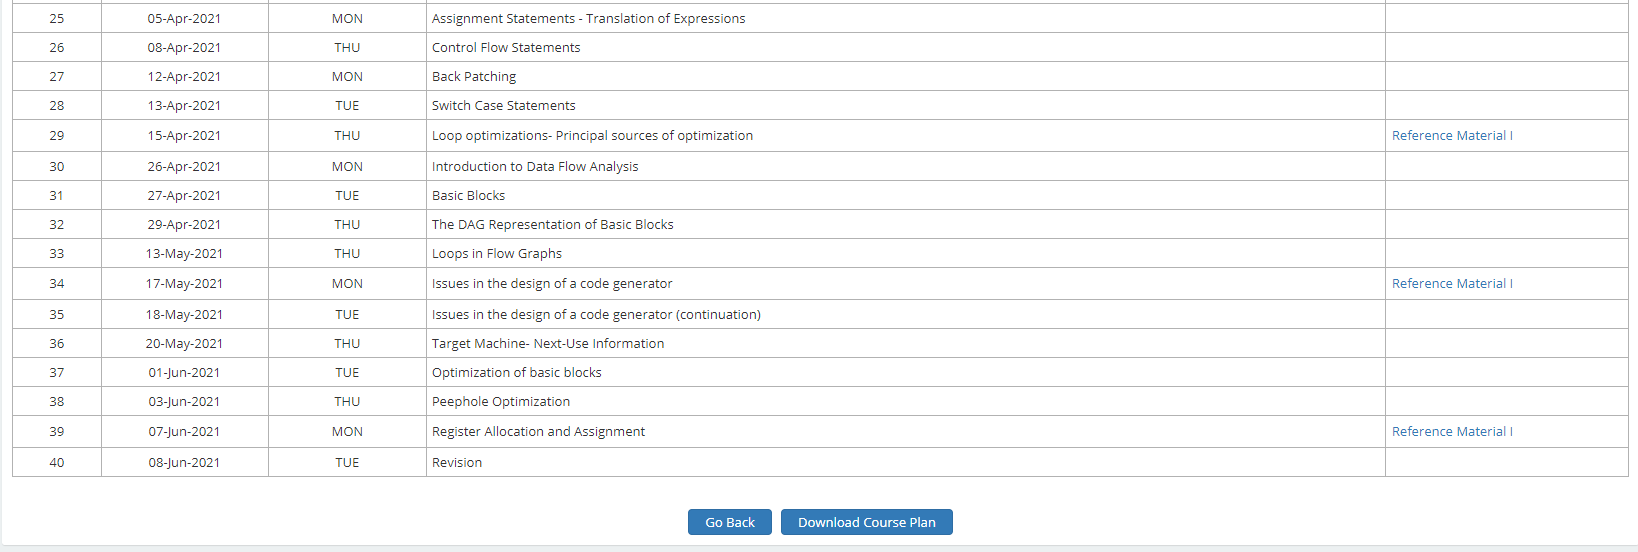 25 05-Apr-2021 MON Assignment Statements - Translation of Expressions
26 08-Apr-2021 THU Control Flow Statements
27 12-Apr-2021 MON Back Patching
28 13-Apr-2021 TUE Switch Case Statements
29 15-Apr-2021 THU Loop optimizations- Principal sources of optimization Reference Material I
30 26-Apr-2021 MON Introduction to Data Flow Analysis
31 27-Apr-2021 TUE Basic Blocks
32 29-Apr-2021 THU The DAG Representation of Basic Blocks
33 13-May-2021 THU Loops in Flow Graphs
34 17-May-2021 MON Issues in the design of a code generator Reference Material I
35 18-May-2021 TUE Issues in the design of a code generator (continuation)
36 20-May-2021 THU Target Machine- Next-Use Information
37 01-Jun-2021 TUE Optimization of basic blocks
38 03-Jun-2021 THU Peephole Optimization
39 07-Jun-2021 MON Register Allocation and Assignment Reference Material I
40 08-Jun-2021 TUE Revision
Go Back Download Course Plan